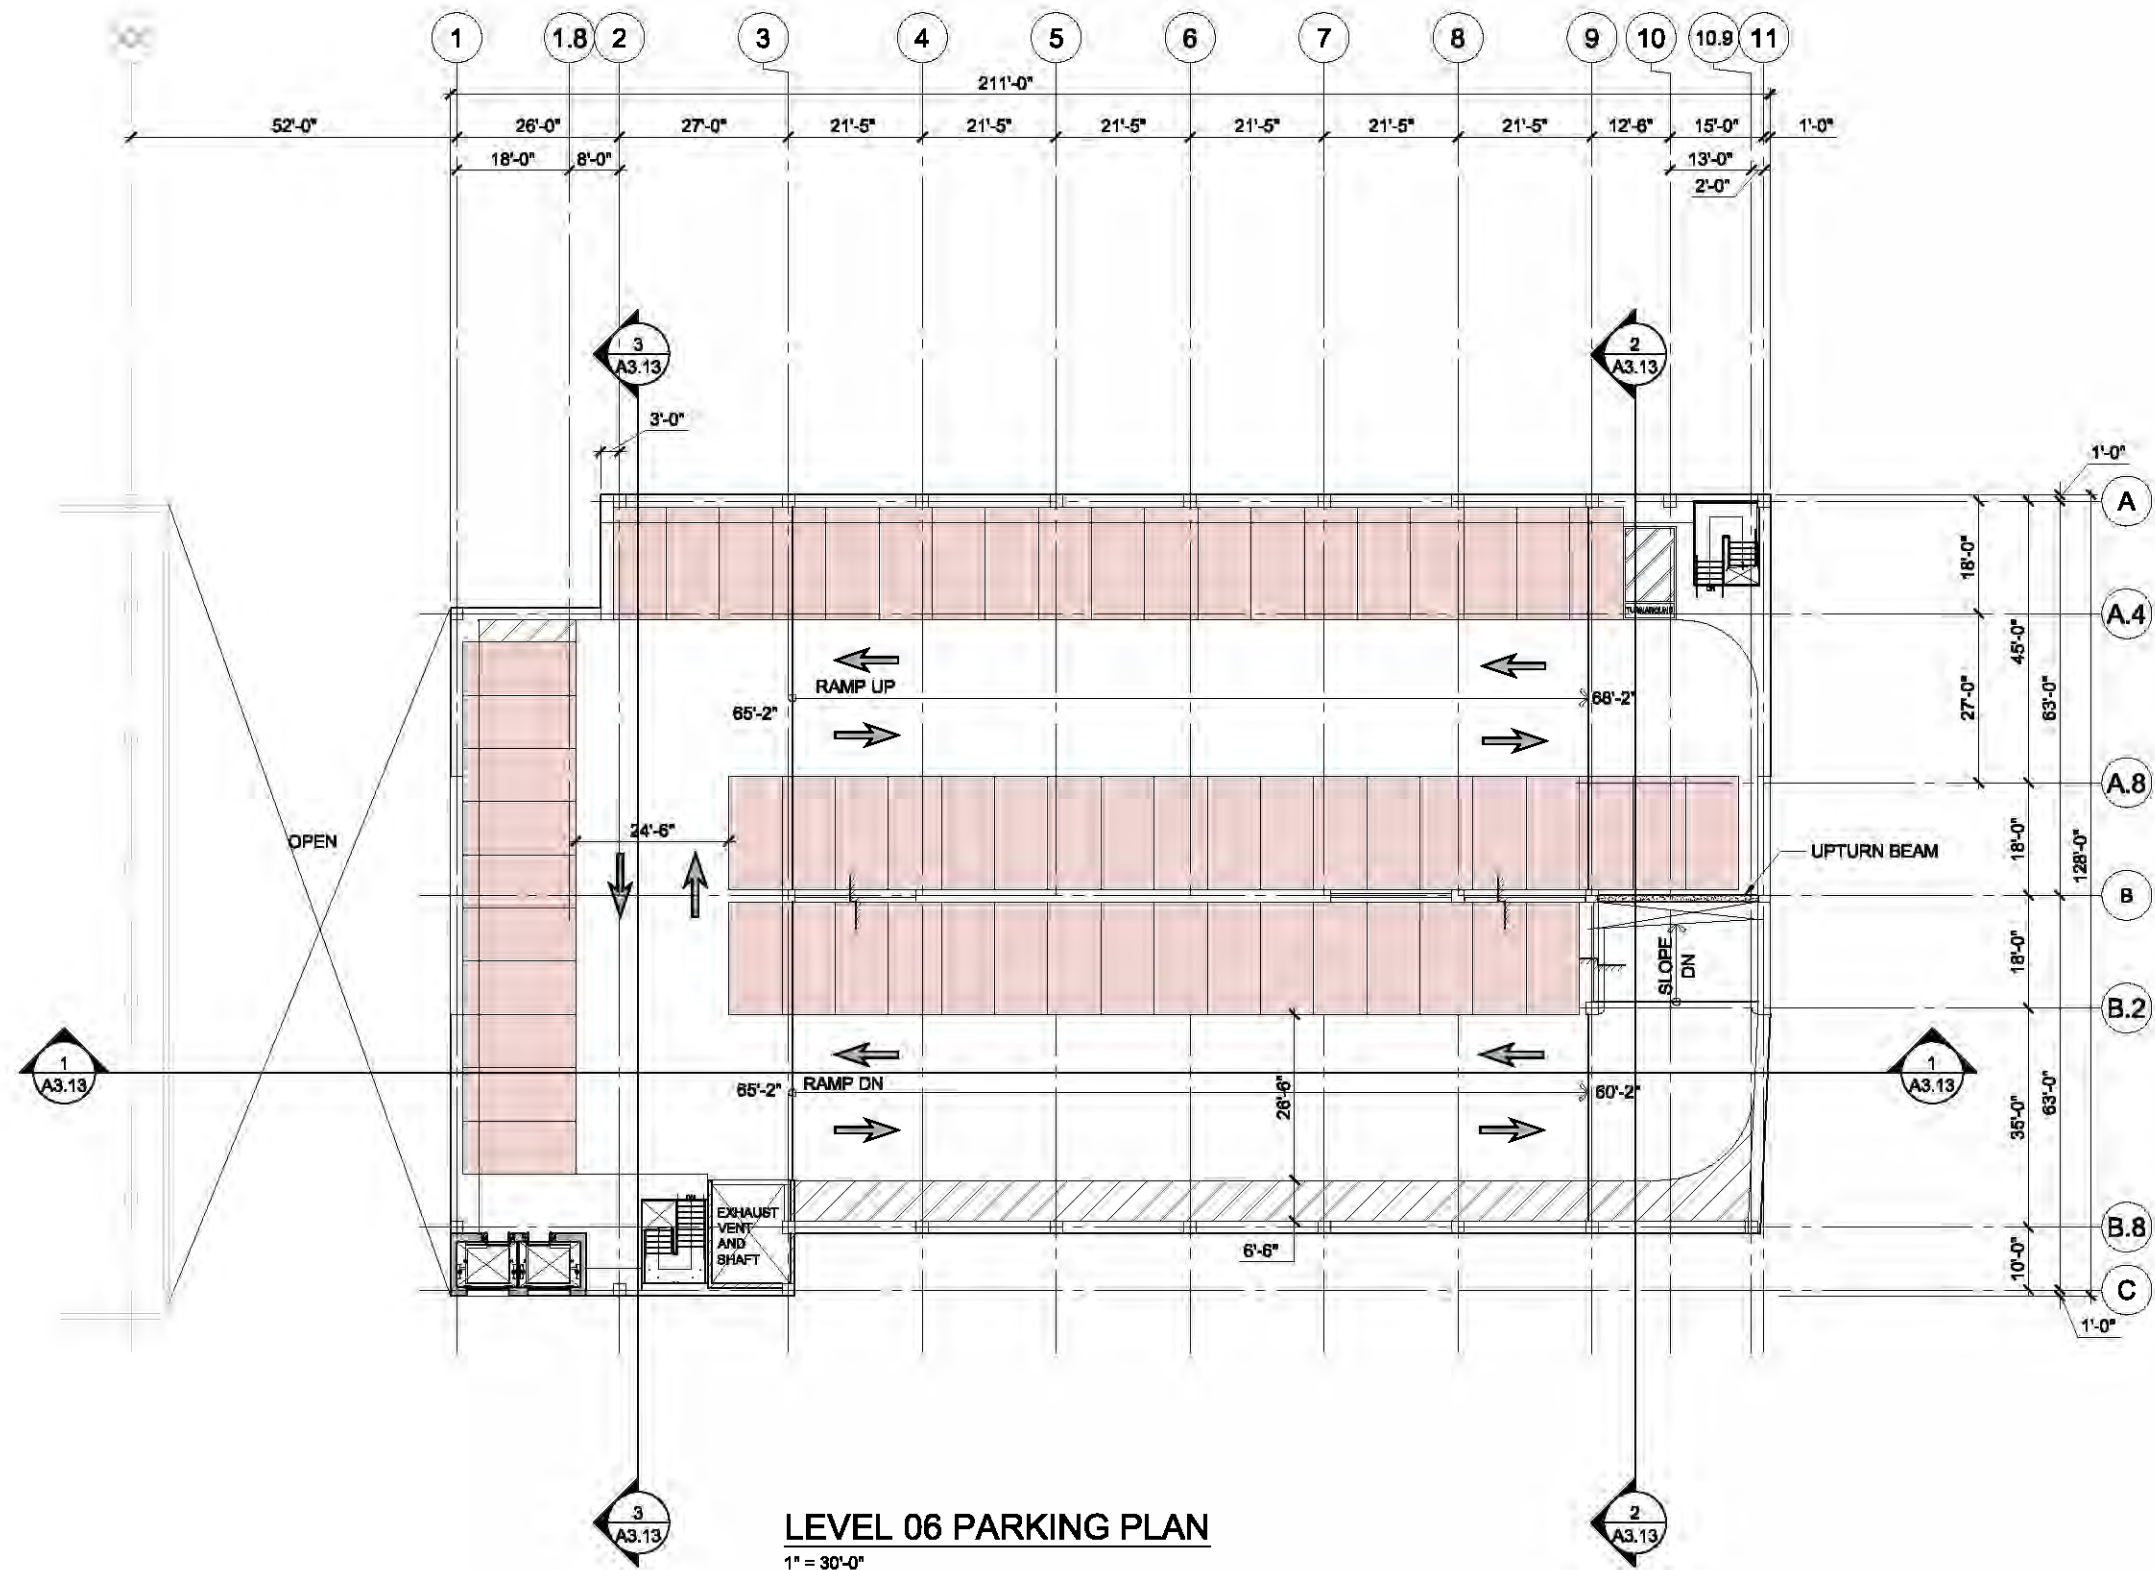 1 1.8 2 3 4 5 6 7 8 9 10 10.9 11
211'-0"
52'-0" 26'-0" 27'-0" 21'-5" 21'-5" 21'-5" 21'-5" 21'-5" 21'-5" 12'-6" 15'-0" 1'-0"
18'-0" 8'-0" 13'-0"
2'-0"
3
A3.13
2
A3.13
3'-0"
1'-0"
A
18'-0"
TURNAROUND
A.4
45'-0"
RAMP UP
65'-2"
68'-2"
27'-0"
63'-0"
A.8
24'-6"
OPEN
18'-0"
128'-0"
UPTURN BEAM
B
SLOPE
DN
18'-0"
B.2
1
A3.13
RAMP DN
65'-2"
60'-2"
26'-6"
1
A3.13
35'-0"
63'-0"
DN
EXHAUST
VENT
AND
SHAFT
6'-6"
B.8
10'-0"
C
1'-0"
3
A3.13
2
A3.13
LEVEL 06 PARKING PLAN
1" = 30'-0"